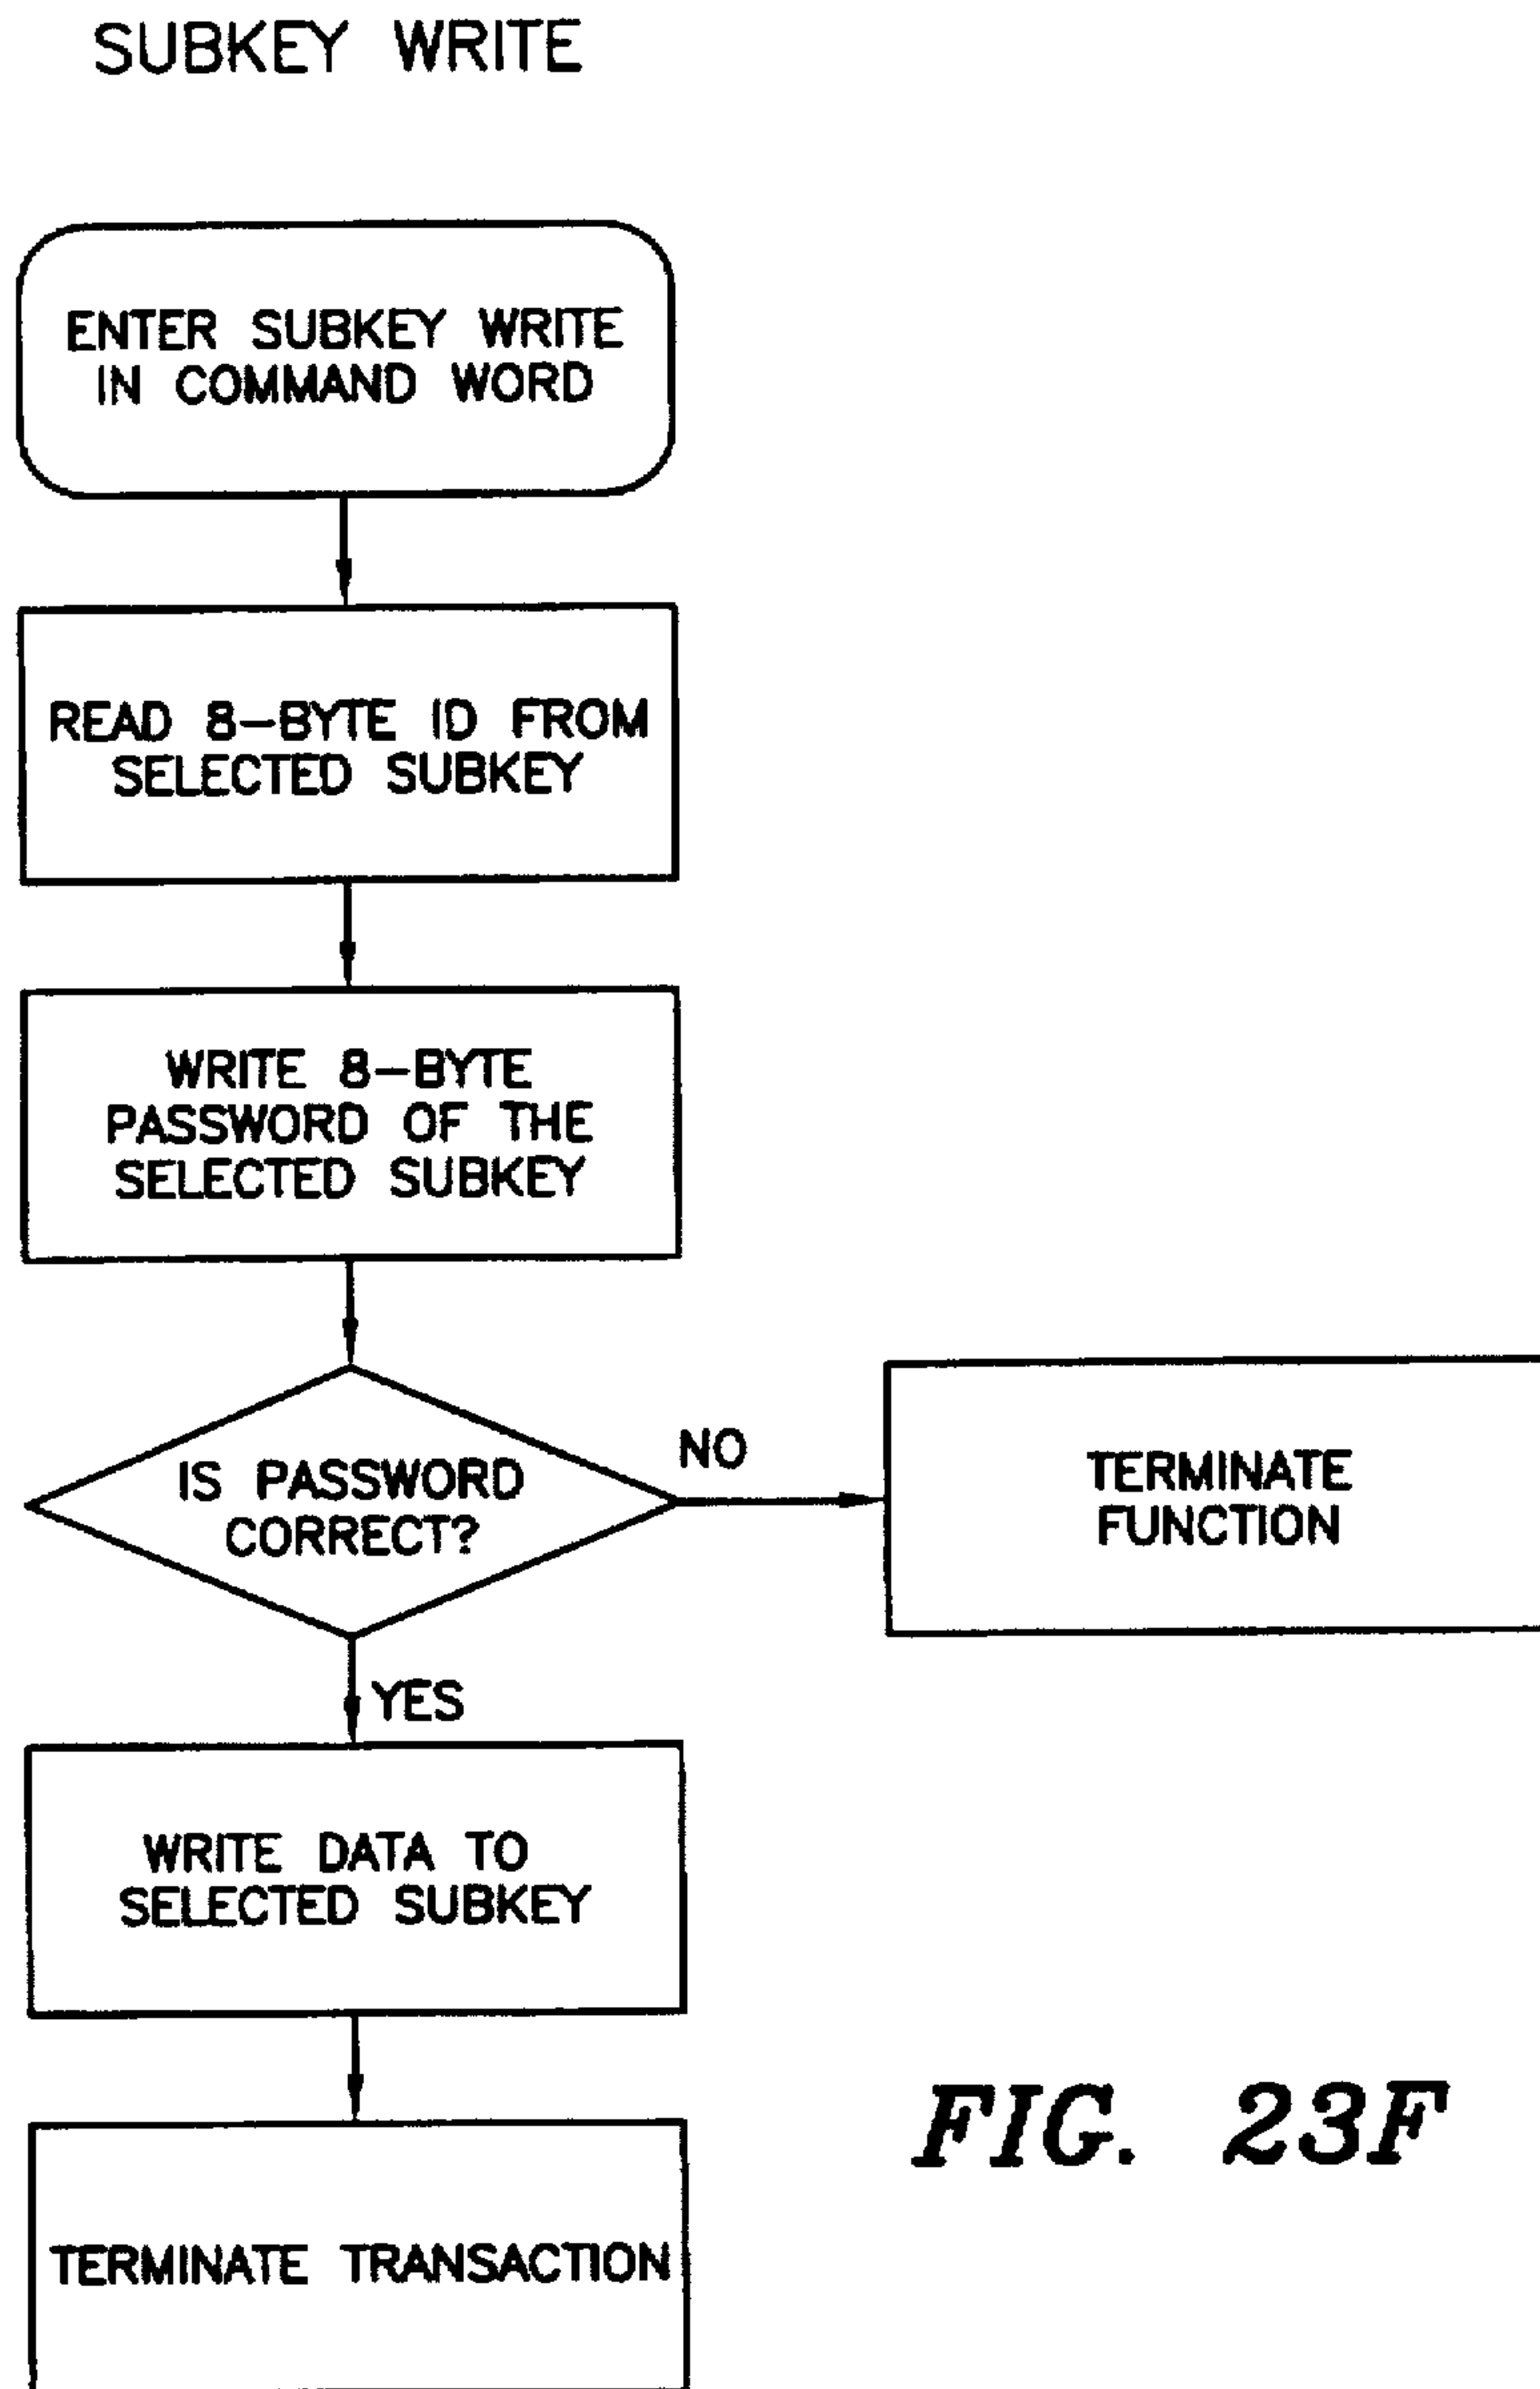 SUBKEY WRITE
ENTER SUBKEY WRITE
IN COMMAND WORD
READ 8-BYTE ID FROM
SELECTED SUBKEY
WRITE 8-BYTE
PASSWORD OF THE
SELECTED SUBKEY
IS PASSWORD
CORRECT?
NO
TERMINATE
FUNCTION
YES
WRITE DATA TO
SELECTED SUBKEY
TERMINATE TRANSACTION
FIG. 23F